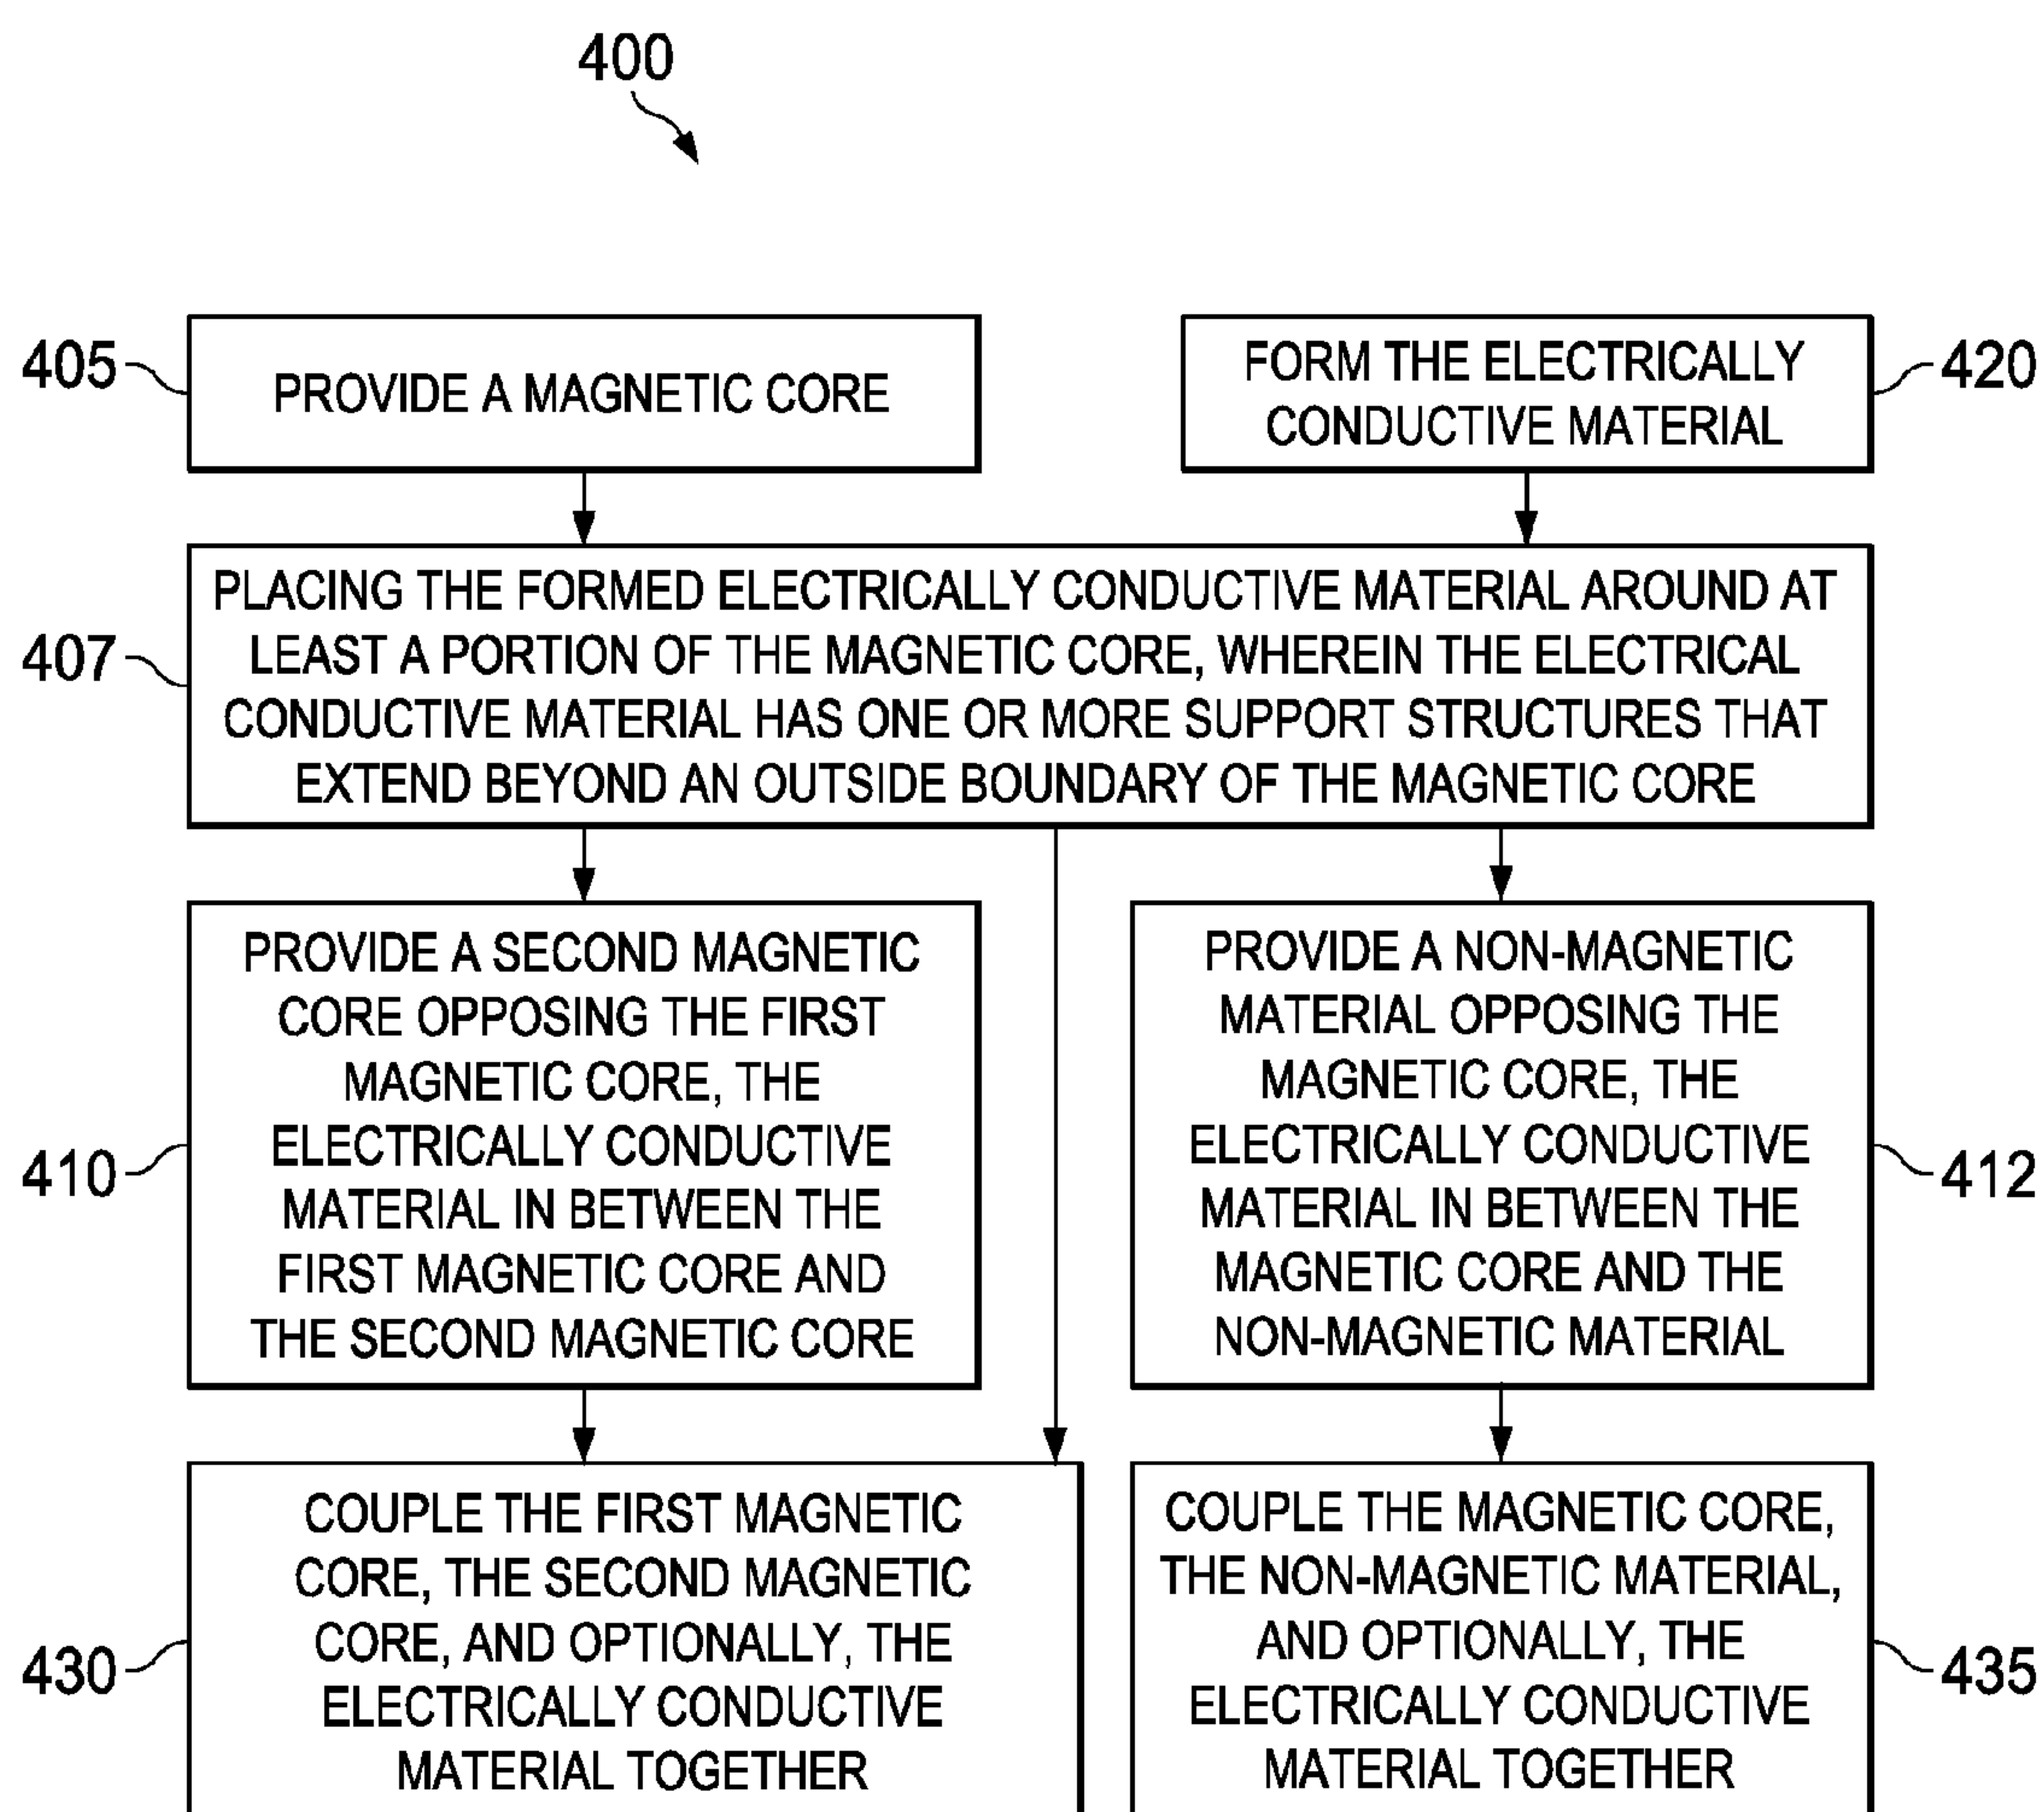 400
405
PROVIDE A MAGNETIC CORE
FORM THE ELECTRICALLY
CONDUCTIVE MATERIAL
420
407
PLACING THE FORMED ELECTRICALLY CONDUCTIVE MATERIAL AROUND AT
LEAST A PORTION OF THE MAGNETIC CORE, WHEREIN THE ELECTRICAL
CONDUCTIVE MATERIAL HAS ONE OR MORE SUPPORT STRUCTURES THAT
EXTEND BEYOND AN OUTSIDE BOUNDARY OF THE MAGNETIC CORE
410
PROVIDE A SECOND MAGNETIC
CORE OPPOSING THE FIRST
MAGNETIC CORE, THE
ELECTRICALLY CONDUCTIVE
MATERIAL IN BETWEEN THE
FIRST MAGNETIC CORE AND
THE SECOND MAGNETIC CORE
PROVIDE A NON-MAGNETIC
MATERIAL OPPOSING THE
MAGNETIC CORE, THE
ELECTRICALLY CONDUCTIVE
MATERIAL IN BETWEEN THE
MAGNETIC CORE AND THE
NON-MAGNETIC MATERIAL
412
430
COUPLE THE FIRST MAGNETIC
CORE, THE SECOND MAGNETIC
CORE, AND OPTIONALLY, THE
ELECTRICALLY CONDUCTIVE
MATERIAL TOGETHER
COUPLE THE MAGNETIC CORE,
THE NON-MAGNETIC MATERIAL,
AND OPTIONALLY, THE
ELECTRICALLY CONDUCTIVE
MATERIAL TOGETHER
435